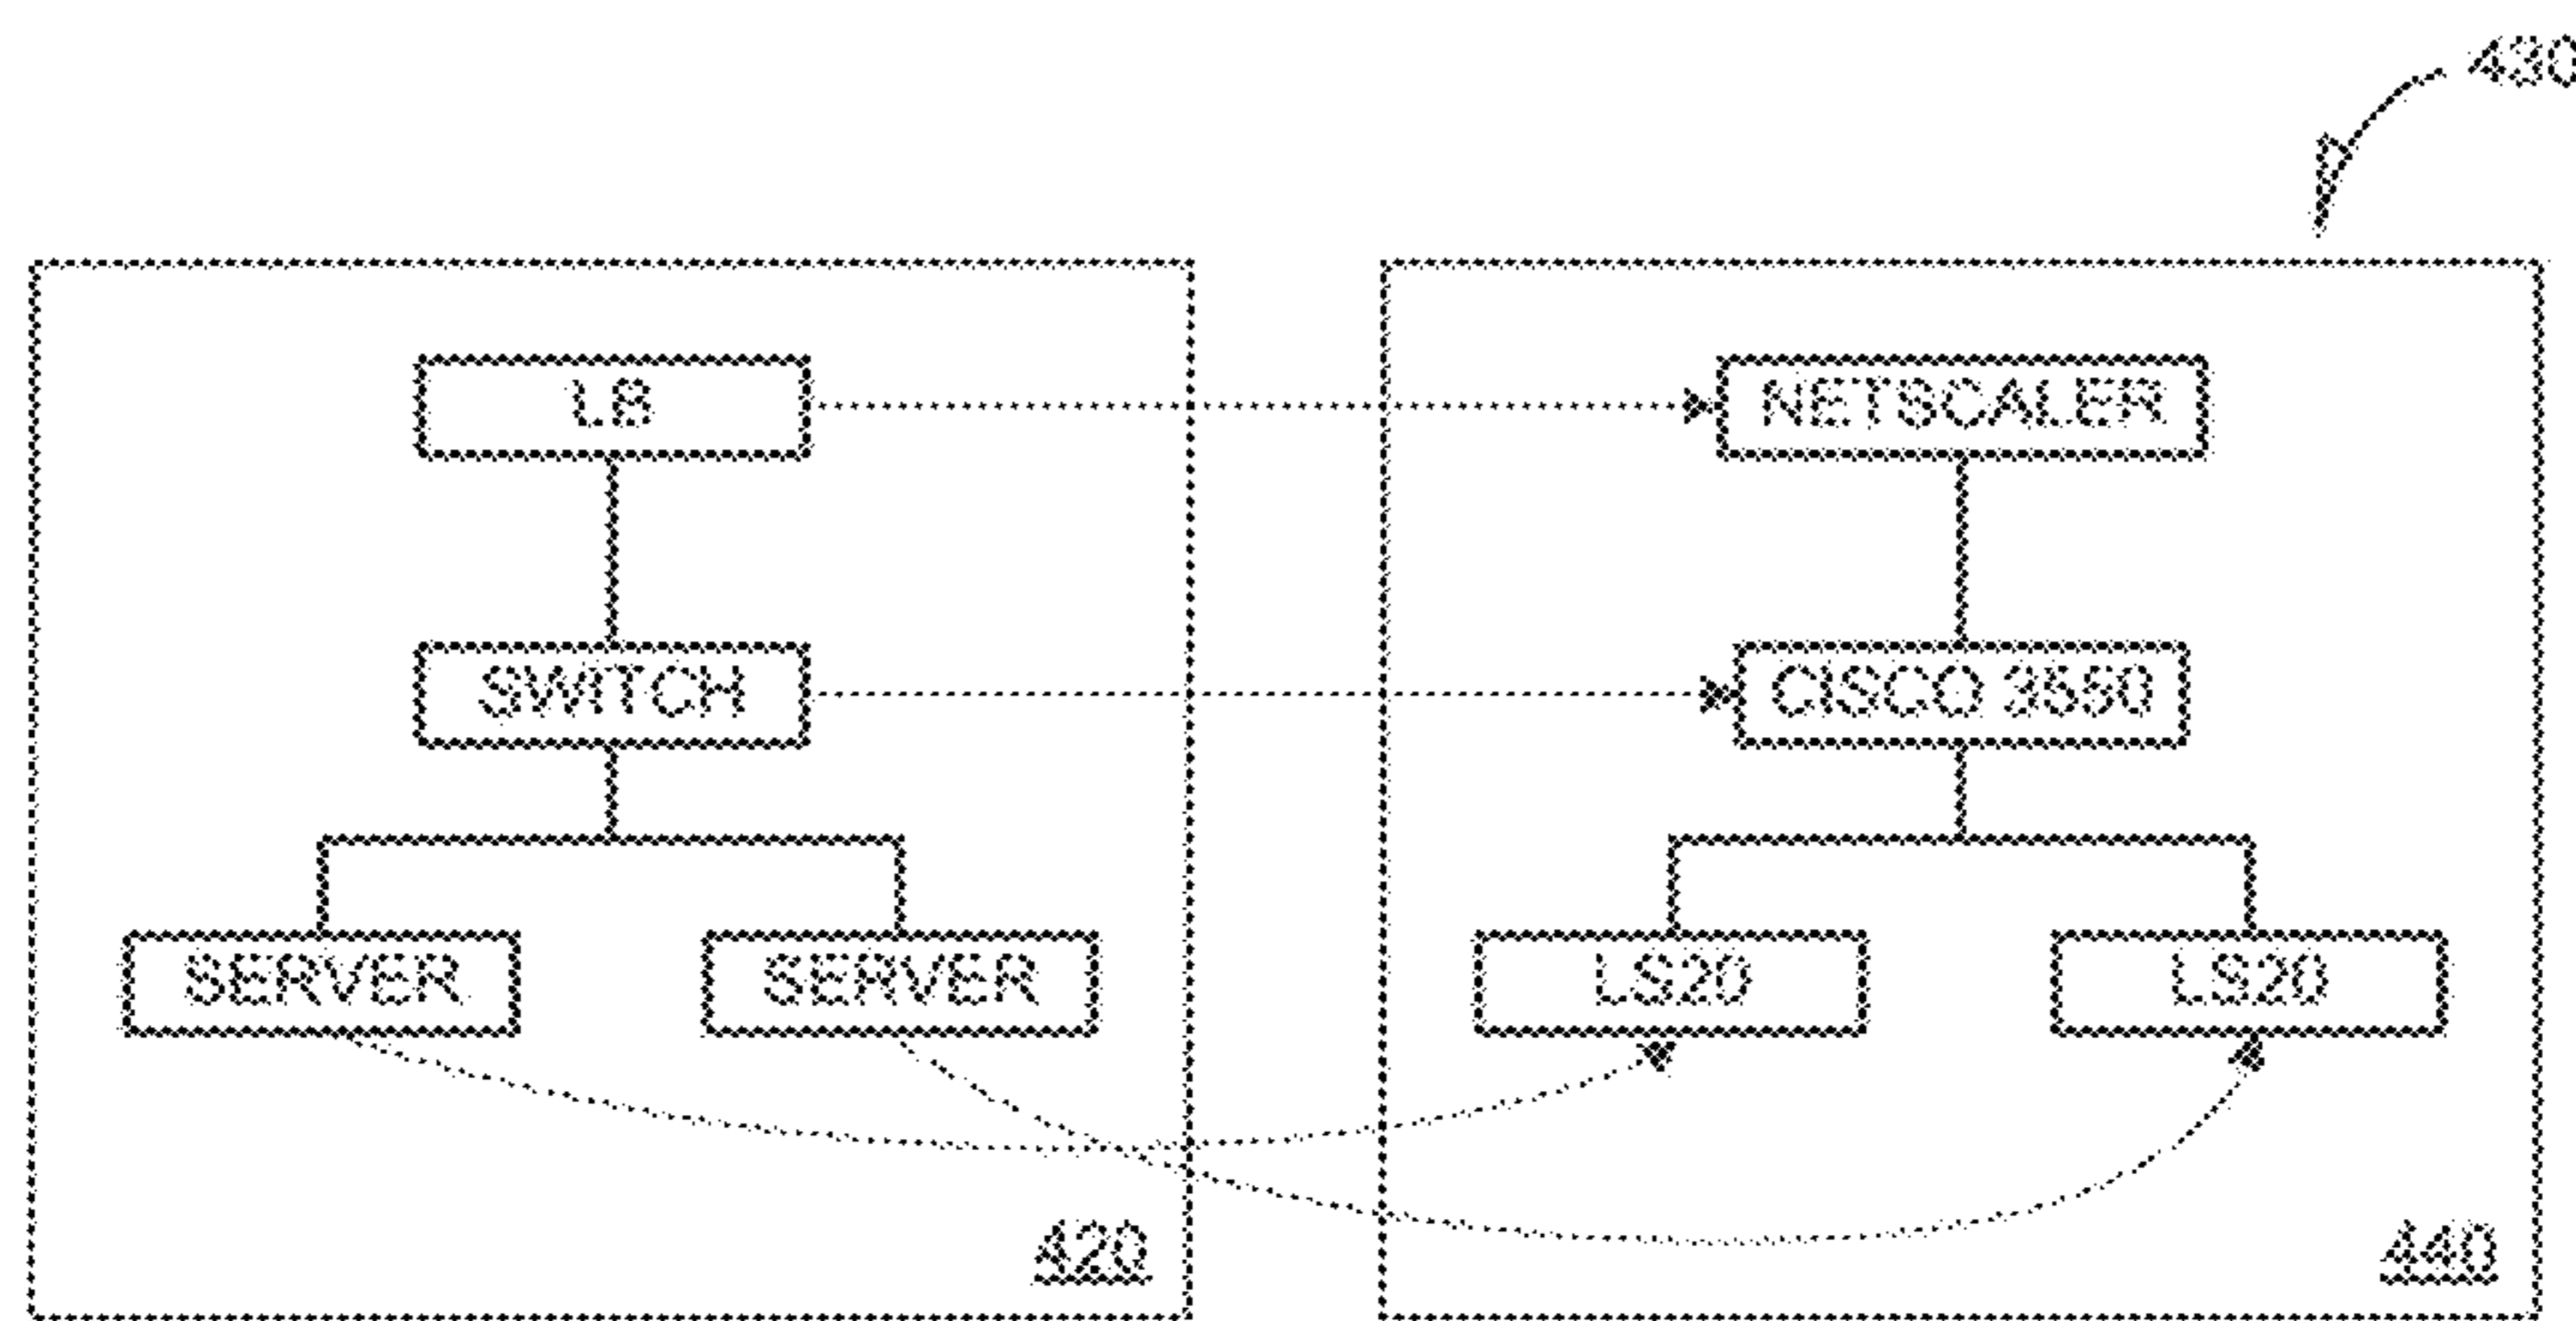 430
LB
NETSCALER
SWITCH
CISCO 3550
SERVER
SERVER
LS20
LS20
420
440